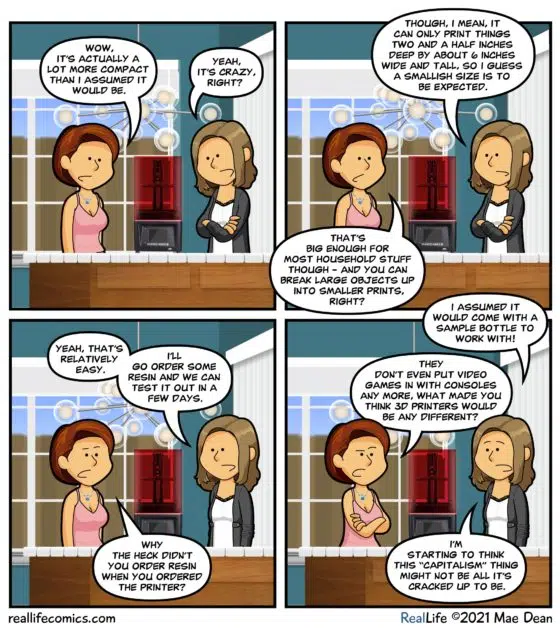 WOW,
IT'S ACTUALLY A
LOT MORE COMPACT
THAN I ASSUMED IT
WOULD BE.
YEAH,
IT'S CRAZY,
RIGHT?
THOUGH, I MEAN, IT
CAN ONLY PRINT THINGS
TWO AND A HALF INCHES
DEEP BY ABOUT 6 INCHES
WIDE AND TALL, SO I GUESS
A SMALLISH SIZE IS TO
BE EXPECTED.
THAT'S
BIG ENOUGH FOR
MOST HOUSEHOLD STUFF
THOUGH - AND YOU CAN
BREAK LARGE OBJECTS UP
INTO SMALLER PRINTS,
RIGHT?
YEAH, THAT'S
RELATIVELY
EASY.
I'LL
GO ORDER SOME
RESIN AND WE CAN
TEST IT OUT IN A
FEW DAYS.
WHY
THE HECK DIDN'T
YOU ORDER RESIN
WHEN YOU ORDERED
THE PRINTER?
I ASSUMED IT
WOULD COME WITH A
SAMPLE BOTTLE TO
WORK WITH!
THEY
DON'T EVEN PUT VIDEO
GAMES IN WITH CONSOLES
ANY MORE, WHAT MADE YOU
THINK 3D PRINTERS WOULD
BE ANY DIFFERENT?
I'M
STARTING TO THINK
THIS "CAPITALISM" THING
MIGHT NOT BE ALL IT'S
CRACKED UP TO BE.
reallifecomics.com
RealLife ©2021 Mae Dean